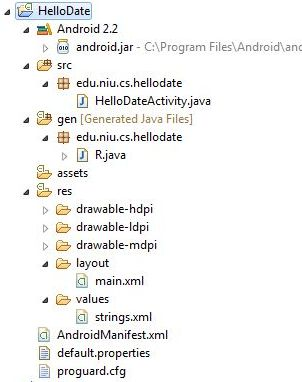 HelloDate
Android 2.2
android.jar - C:\Program Files\Android\and
src
edu.niu.cs.hellodate
HelloDateActivity.java
gen [Generated Java Files]
edu.niu.cs.hellodate
R.java
assets
res
drawable-hdpi
drawable-ldpi
drawable-mdpi
layout
main.xml
values
strings.xml
AndroidManifest.xml
default.properties
proguard.cfg